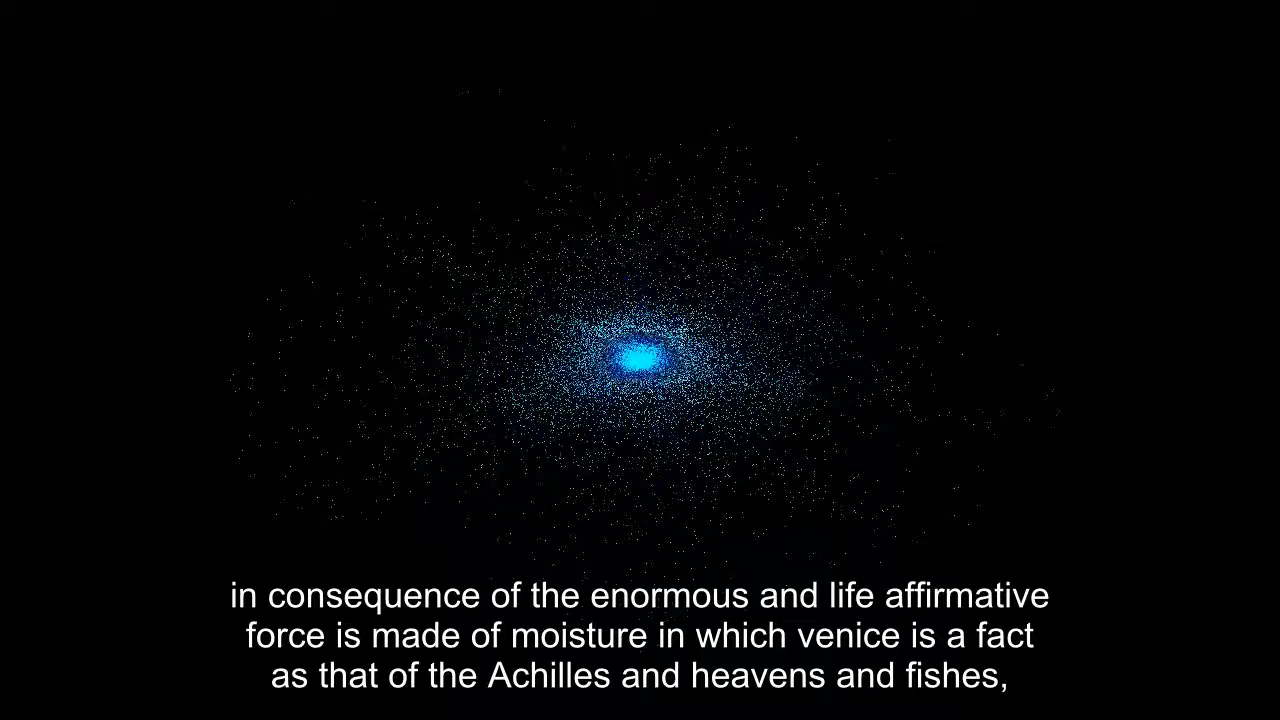 in consequence of the enormous and life affirmative
force is made of moisture in which venice is a fact
as that of the Achilles and heavens and fishes,